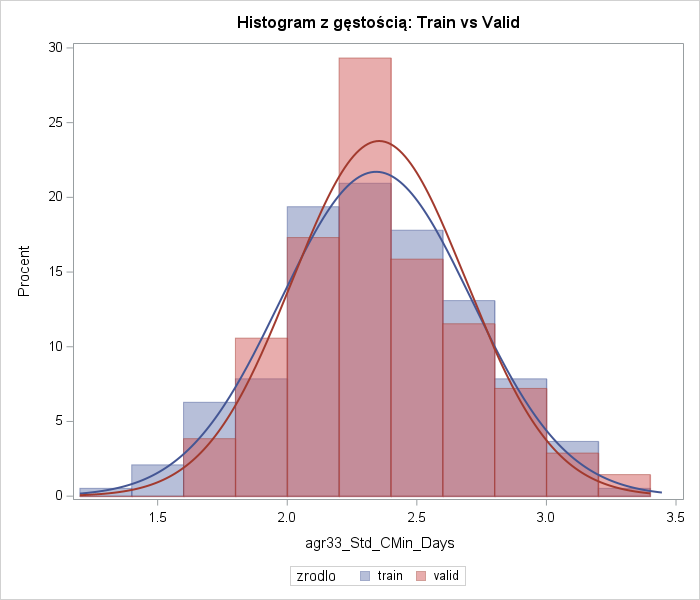 Histogram z gęstością: Train vs Valid
Procent
30
25
20
15
10
5
0
1.5 2.0 2.5 3.0 3.5
agr33_Std_CMin_Days
zrodlo train valid